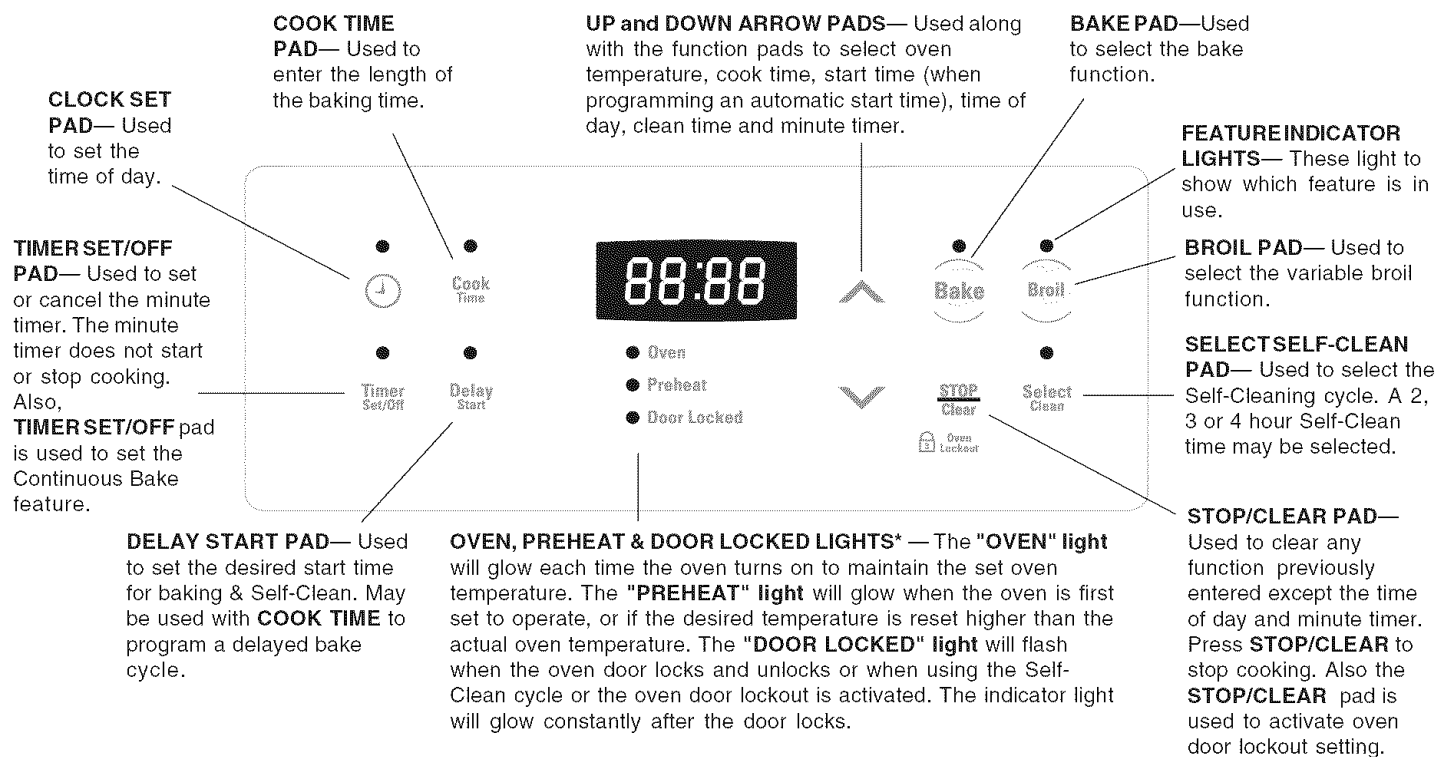 COOK TIME
PAD— Used to
enter the length of
the baking time.
UP and DOWN ARROW PADS— Used along
with the function pads to select oven
temperature, cook time, start time (when
programming an automatic start time), time of
day, clean time and minute timer.
BAKE PAD—Used
to select the bake
function.
CLOCK SET
PAD— Used
to set the
time of day.
FEATURE INDICATOR
LIGHTS— These light to
show which feature is in
use.
TIMER SET/OFF
PAD— Used to set
or cancel the minute
timer. The minute
timer does not start
or stop cooking.
Also,
TIMER SET/OFF pad
is used to set the
Continuous Bake
feature.
Cook
Time
88:88
Bake
Broil
BROIL PAD— Used to
select the variable broil
function.
Timer
Set/Off
Delay
Start
Oven
Preheat
Door Locked
STOP
Clear
Oven
Lockout
Select
Clean
SELECT SELF-CLEAN
PAD— Used to select the
Self-Cleaning cycle. A 2,
3 or 4 hour Self-Clean
time may be selected.
DELAY START PAD— Used
to set the desired start time
for baking & Self-Clean. May
be used with COOK TIME to
program a delayed bake
cycle.
OVEN, PREHEAT & DOOR LOCKED LIGHTS* — The "OVEN" light
will glow each time the oven turns on to maintain the set oven
temperature. The "PREHEAT" light will glow when the oven is first
set to operate, or if the desired temperature is reset higher than the
actual oven temperature. The "DOOR LOCKED" light will flash
when the oven door locks and unlocks or when using the Self-
Clean cycle or the oven door lockout is activated. The indicator light
will glow constantly after the door locks.
STOP/CLEAR PAD—
Used to clear any
function previously
entered except the time
of day and minute timer.
Press STOP/CLEAR to
stop cooking. Also the
STOP/CLEAR pad is
used to activate oven
door lockout setting.